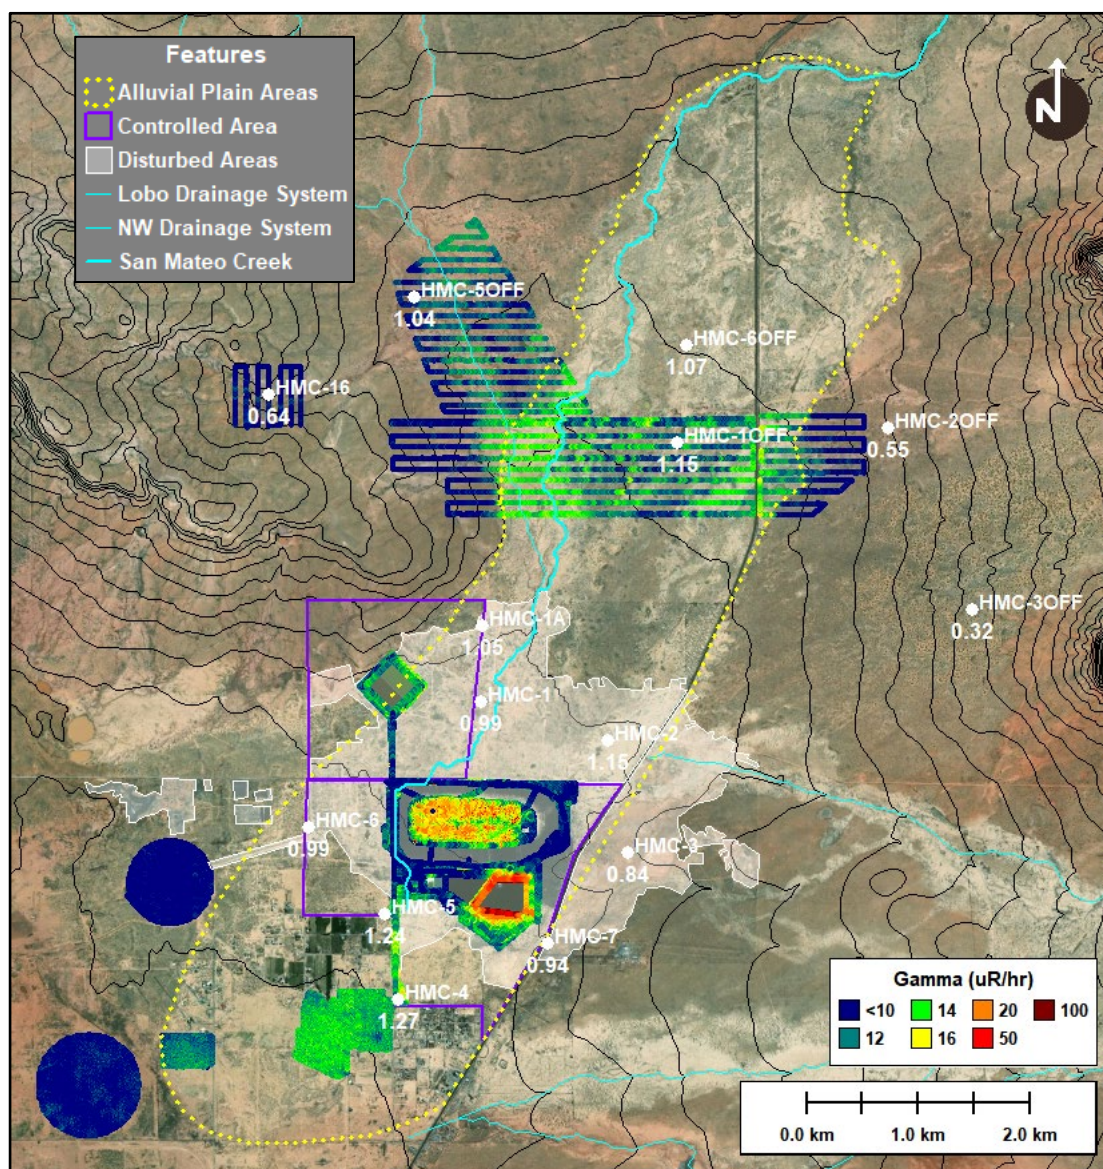 Features
Alluvial Plain Areas
Controlled Area
Disturbed Areas
Lobo Drainage System
NW Drainage System
San Mateo Creek
N
HMC-5OFF
1.04
HMC-6OFF
1.07
HMC-16
0.64
HMC-2OFF
0.55
HMC-1OFF
1.15
HMC-3OFF
0.32
HMC-1A
1.05
HMC-1
0.99
HMC-2
1.15
HMC-6
0.99
HMC-3
0.84
HMC-5
1.24
HMC-7
0.94
HMC-4
1.27
Gamma (uR/hr)
<10 14 20 100
12 16 50
0.0 km 1.0 km 2.0 km